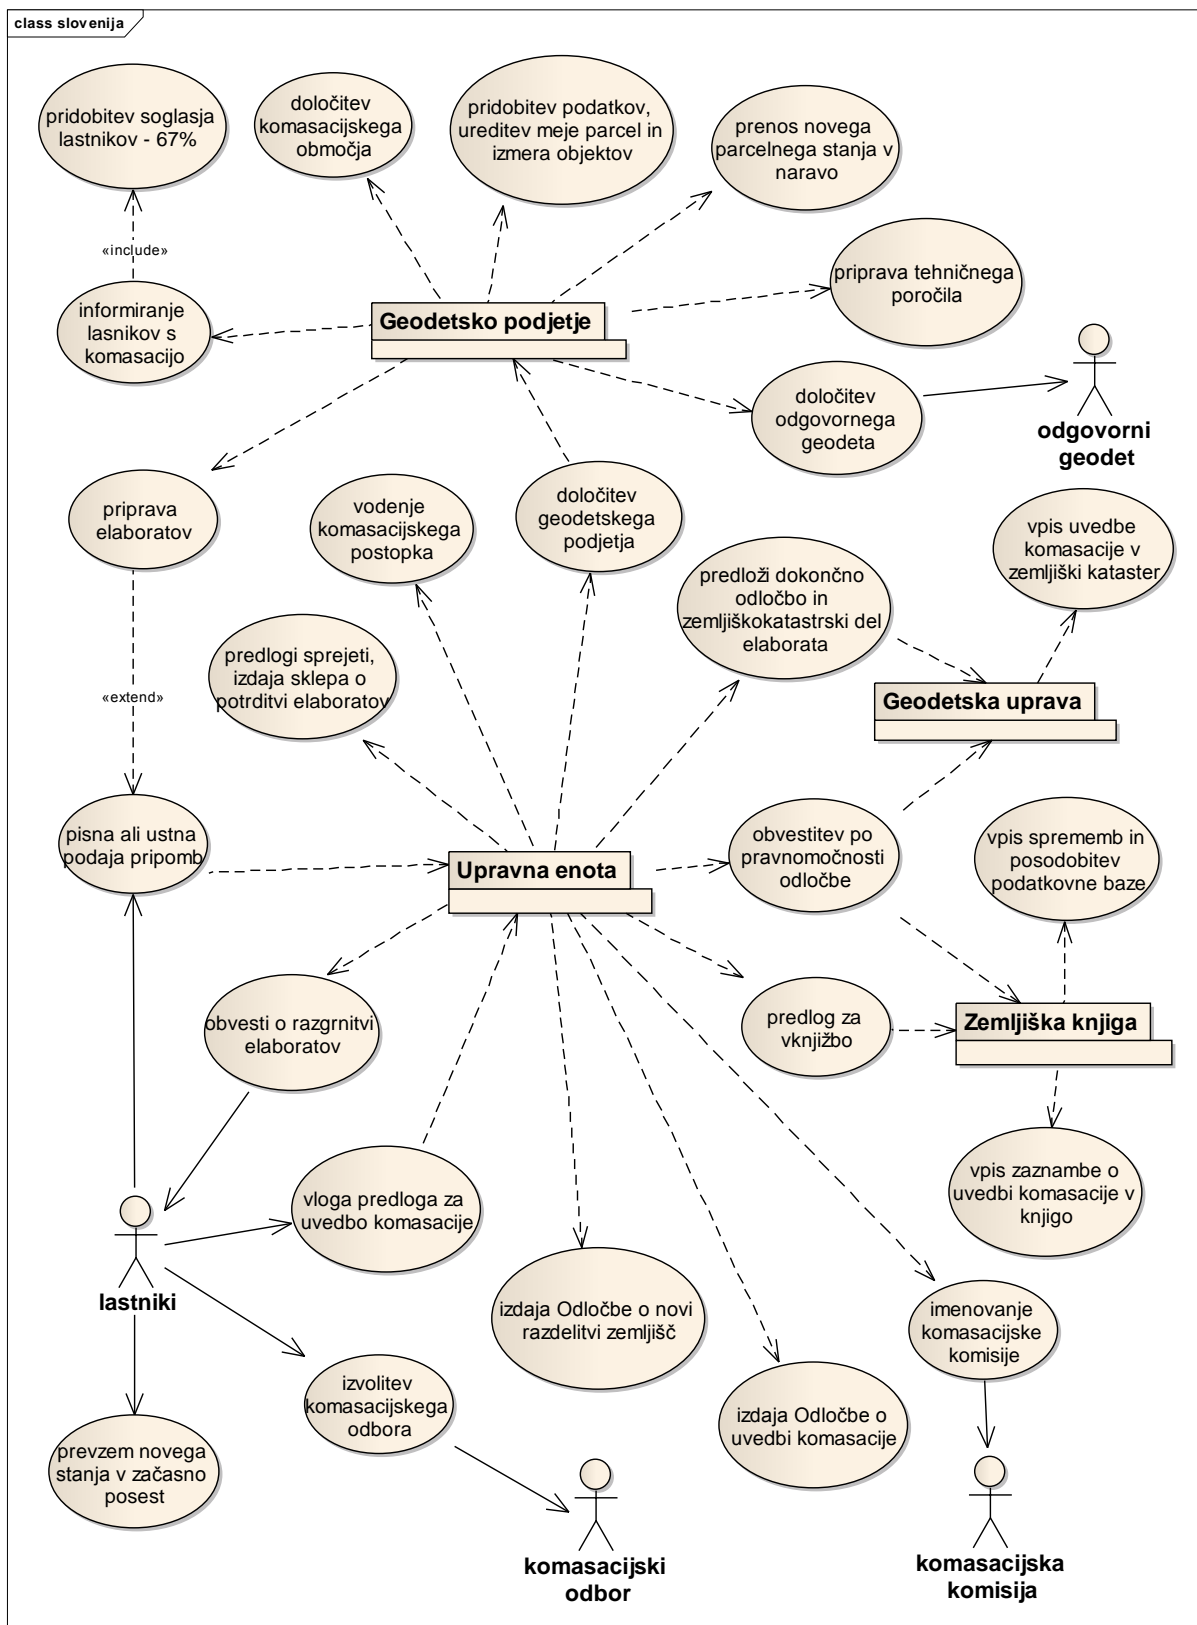 class slovenija
pridobitev soglasja
lastnikov - 67%
določitev
komasacijskega
območja
pridobitev podatkov,
ureditev meje parcel in
izmera objektov
prenos novega
parcelnega stanja v
naravo
«include»
informiranje
lasnikov s
komasacijo
Geodetsko podjetje
priprava tehničnega
poročila
določitev
odgovornega
geodeta
odgovorni
geodet
priprava
elaboratov
vodenje
komasacijskega
postopka
določitev
geodetskega
podjetja
vpis uvedbe
komasacije v
zemljiški kataster
predloži dokončno
odločbo in
zemljiškokatastrski del
elaborata
predlogi sprejeti,
izdaja sklepa o
potrditvi elaboratov
«extend»
Geodetska uprava
pisna ali ustna
podaja pripomb
Upravna enota
obvestitev po
pravnomočnosti
odločbe
vpis sprememb in
posodobitev
podatkovne baze
obvesti o razgrnitvi
elaboratov
predlog za
vknjižbo
Zemljiška knjiga
vloga predloga za
uvedbo komasacije
vpis zaznambe o
uvedbi komasacije v
knjigo
lastniki
izdaja Odločbe o novi
razdelitvi zemljišč
imenovanje
komasacijske
komisije
izvolitev
komasacijskega
odbora
izdaja Odločbe o
uvedbi komasacije
prevzem novega
stanja v začasno
posest
komasacijski
odbor
komasacijska
komisija